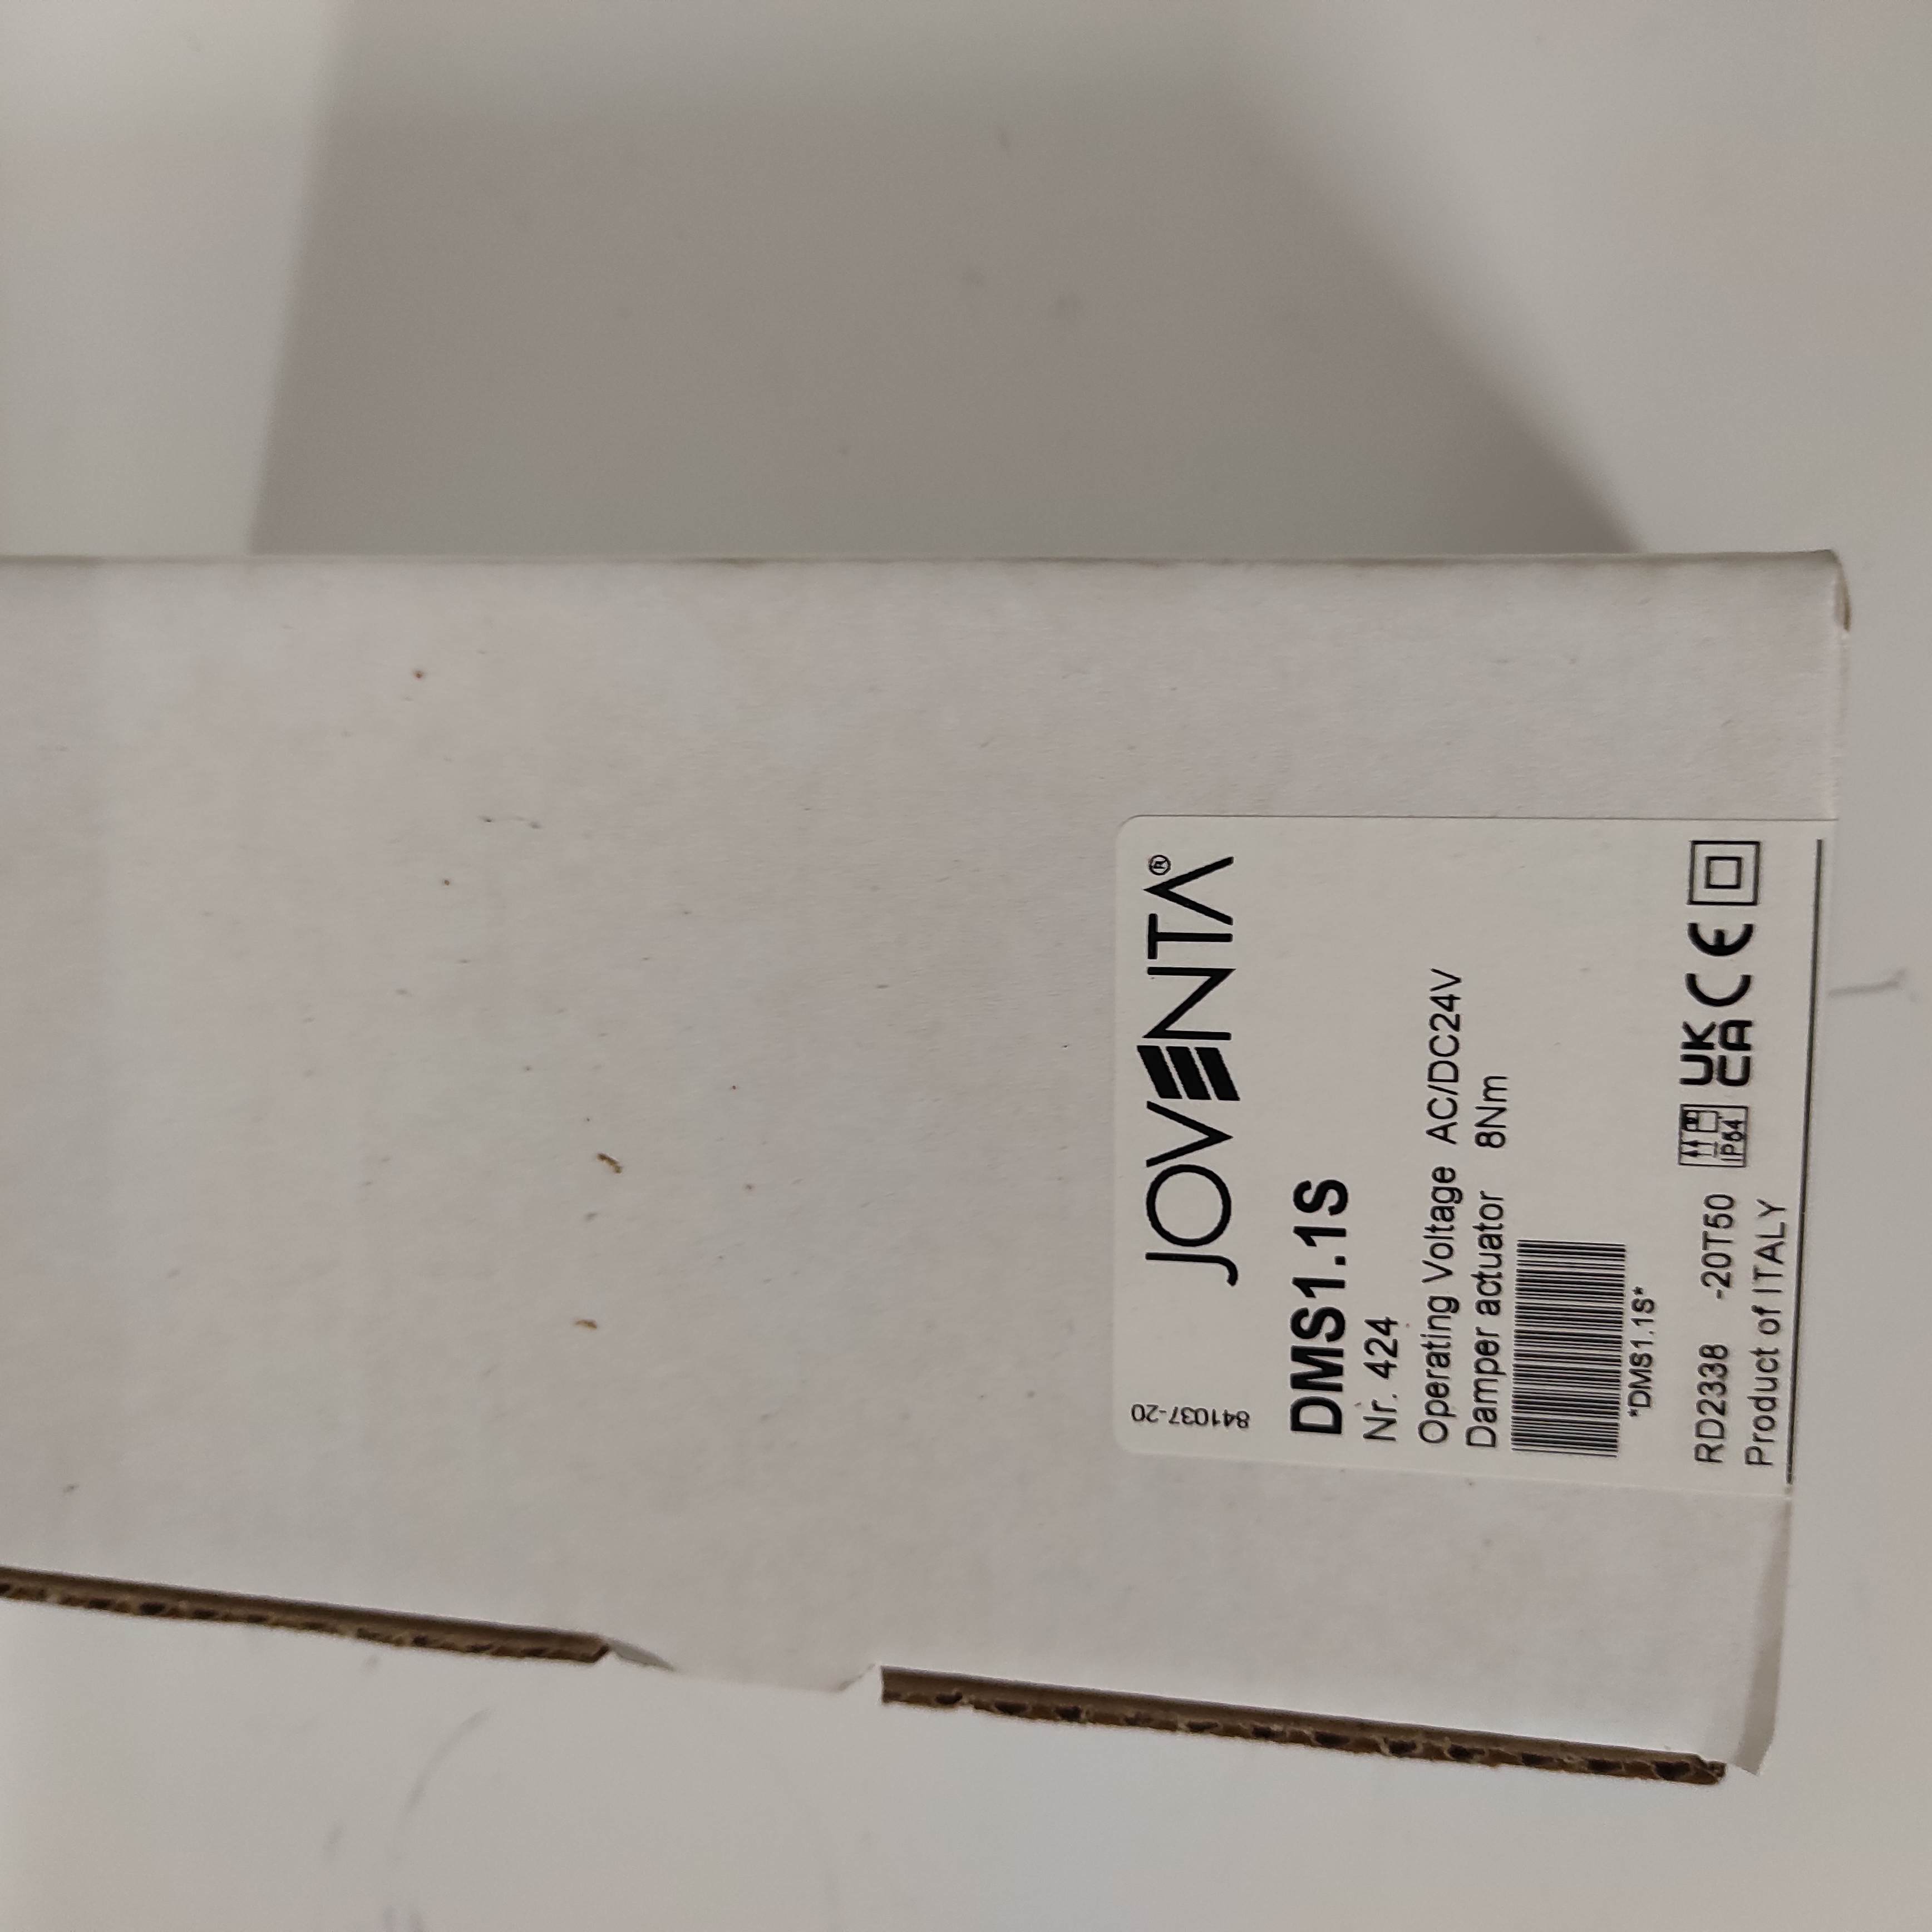 841037-20
JOVENTA®
DMS1.1S
Nr. 424
Operating Voltage AC/DC24V
Damper actuator 8Nm
*DMS1.1S*
RD2338 -20T50 IP54 UK CA CE
Product of ITALY